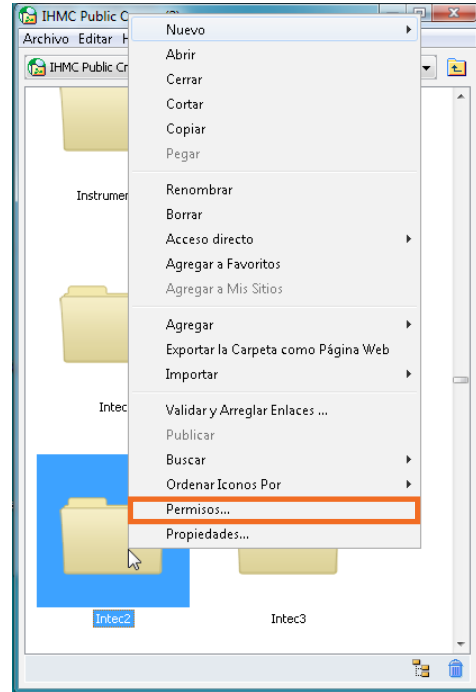 IHMC Public C
Archivo Editar
IHMC Public Cr
Nuevo
Abrir
Cerrar
Cortar
Copiar
Pegar
Renombrar
Borrar
Acceso directo
Agregar a Favoritos
Agregar a Mis Sitios
Agregar
Exportar la Carpeta como Página Web
Importar
Validar y Arreglar Enlaces ...
Publicar
Buscar
Ordenar Iconos Por
Permisos...
Propiedades...
Instrumen
Intec
Intec2
Intec3